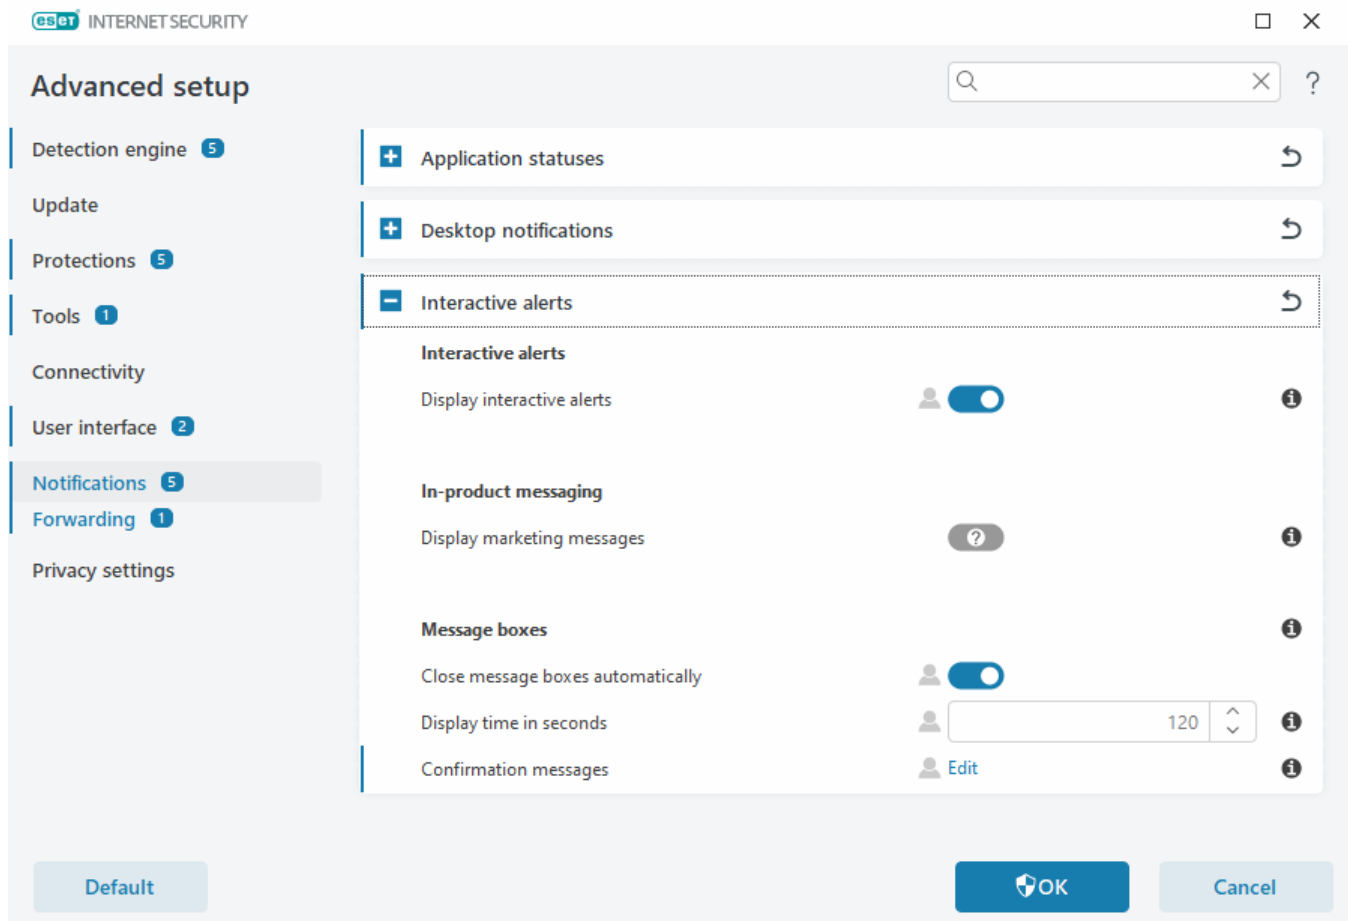 eset INTERNET SECURITY
Advanced setup
?
Detection engine 5
Update
Protections 5
Tools 1
Connectivity
User interface 2
Notifications 5
Forwarding 1
Privacy settings
Application statuses
Desktop notifications
Interactive alerts
Interactive alerts
Display interactive alerts
In-product messaging
Display marketing messages ?
Message boxes
Close message boxes automatically
Display time in seconds 120
Confirmation messages Edit
Default
OK
Cancel